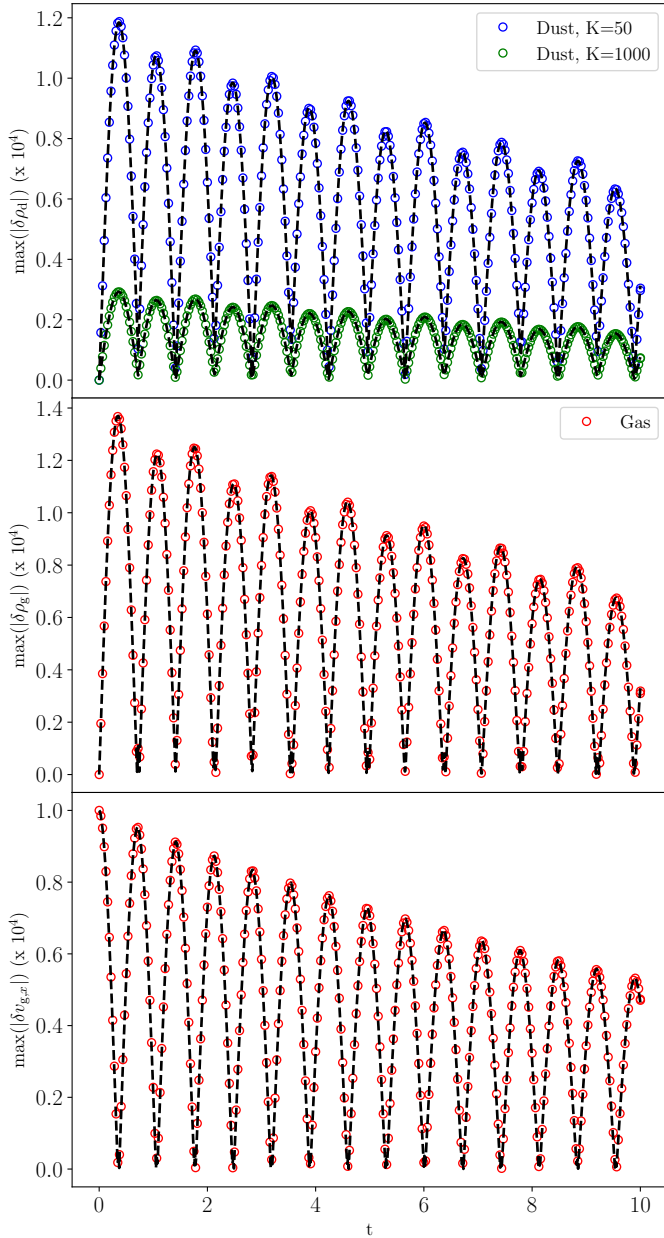 1.2
1.0
0.8
0.6
0.4
0.2
0.0
max(|δρd|) (x 10⁴)
Dust, K=50
Dust, K=1000
1.4
1.2
1.0
0.8
0.6
0.4
0.2
0.0
max(|δρg|) (x 10⁴)
Gas
1.0
0.8
0.6
0.4
0.2
0.0
max(|δvg,x|) (x 10⁴)
0 2 4 6 8 10
t